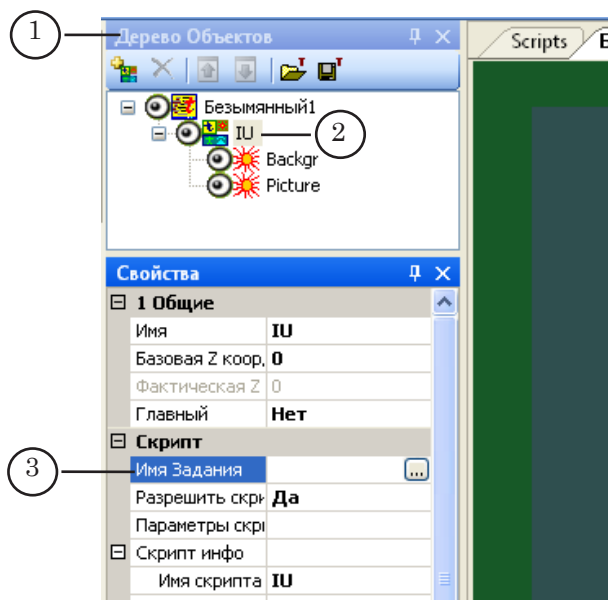 1
Дерево Объектов
Scripts
Безымянный1
IU
2
Backgr
Picture
Свойства
1 Общие
Имя IU
Базовая Z коор, 0
Фактическая Z 0
Главный Нет
Скрипт
3
Имя Задания ...
Разрешить скри Да
Параметры скри
Скрипт инфо
Имя скрипта IU